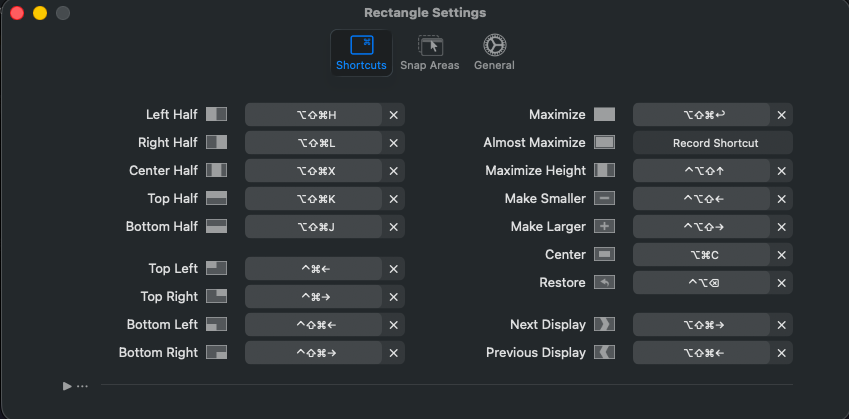 Rectangle Settings
Shortcuts Snap Areas General
Left Half ⌥⇧⌘H ✕
Right Half ⌥⇧⌘L ✕
Center Half ⌥⇧⌘X ✕
Top Half ⌥⇧⌘K ✕
Bottom Half ⌥⇧⌘J ✕
Top Left ^⌘← ✕
Top Right ^⌘→ ✕
Bottom Left ^⇧⌘← ✕
Bottom Right ^⇧⌘→ ✕
Maximize ⌥⇧⌘↩ ✕
Almost Maximize Record Shortcut
Maximize Height ^⌥⇧↑ ✕
Make Smaller ^⌥⇧← ✕
Make Larger ^⌥⇧→ ✕
Center ⌥⌘C ✕
Restore ^⌥⌫ ✕
Next Display ⌥⇧⌘→ ✕
Previous Display ⌥⇧⌘← ✕
▶ ...